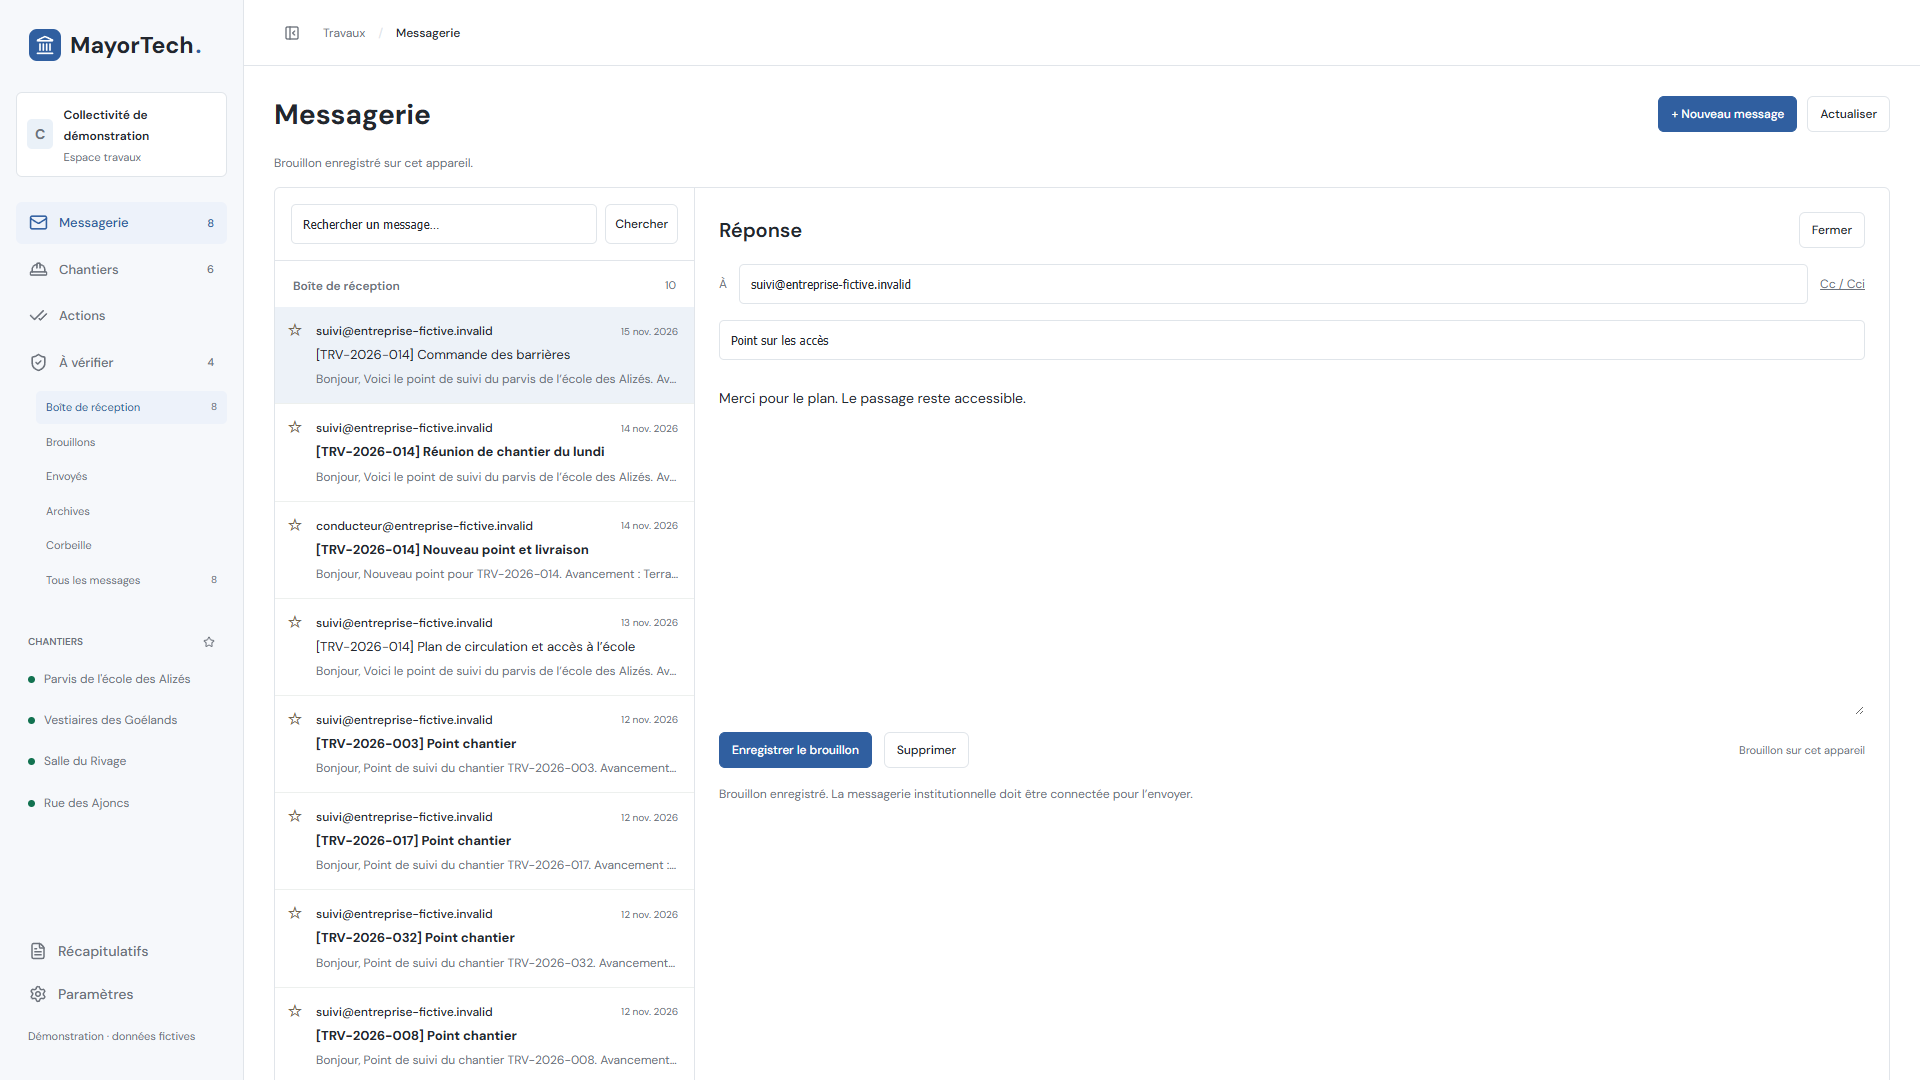 MayorTech.
Collectivité de
démonstration
C
Espace travaux
Messagerie 8
Chantiers 6
Actions
À vérifier 4
Boîte de réception 8
Brouillons
Envoyés
Archives
Corbeille
Tous les messages 8
CHANTIERS
Parvis de l'école des Alizés
Vestiaires des Goélands
Salle du Rivage
Rue des Ajoncs
Récapitulatifs
Paramètres
Démonstration · données fictives
Travaux / Messagerie
Messagerie
+ Nouveau message
Actualiser
Brouillon enregistré sur cet appareil.
Rechercher un message...
Chercher
Boîte de réception 10
suivi@entreprise-fictive.invalid 15 nov. 2026
[TRV-2026-014] Commande des barrières
Bonjour, Voici le point de suivi du parvis de l'école des Alizés. Av...
suivi@entreprise-fictive.invalid 14 nov. 2026
[TRV-2026-014] Réunion de chantier du lundi
Bonjour, Voici le point de suivi du parvis de l'école des Alizés. Av...
conducteur@entreprise-fictive.invalid 14 nov. 2026
[TRV-2026-014] Nouveau point et livraison
Bonjour, Nouveau point pour TRV-2026-014. Avancement : Terra...
suivi@entreprise-fictive.invalid 13 nov. 2026
[TRV-2026-014] Plan de circulation et accès à l'école
Bonjour, Voici le point de suivi du parvis de l'école des Alizés. Av...
suivi@entreprise-fictive.invalid 12 nov. 2026
[TRV-2026-003] Point chantier
Bonjour, Point de suivi du chantier TRV-2026-003. Avancement...
suivi@entreprise-fictive.invalid 12 nov. 2026
[TRV-2026-017] Point chantier
Bonjour, Point de suivi du chantier TRV-2026-017. Avancement :...
suivi@entreprise-fictive.invalid 12 nov. 2026
[TRV-2026-032] Point chantier
Bonjour, Point de suivi du chantier TRV-2026-032. Avancement...
suivi@entreprise-fictive.invalid 12 nov. 2026
[TRV-2026-008] Point chantier
Bonjour, Point de suivi du chantier TRV-2026-008. Avancement...
Réponse
Fermer
À suivi@entreprise-fictive.invalid Cc / Cci
Point sur les accès
Merci pour le plan. Le passage reste accessible.
Enregistrer le brouillon
Supprimer
Brouillon sur cet appareil
Brouillon enregistré. La messagerie institutionnelle doit être connectée pour l'envoyer.